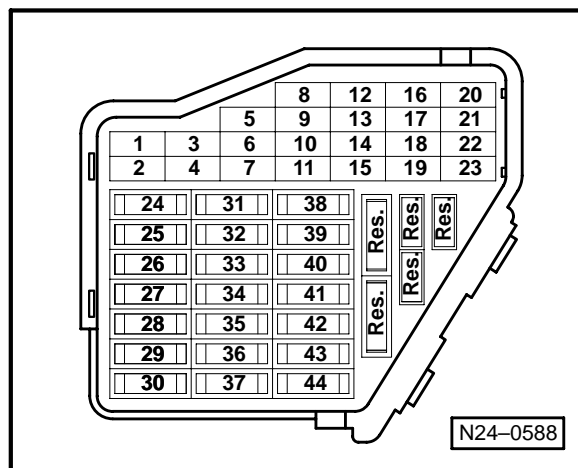 8 12 16 20
5 9 13 17 21
1 3 6 10 14 18 22
2 4 7 11 15 19 23
24 31 38
25 32 39
26 33 40
27 34 41
28 35 42
29 36 43
30 37 44
Res.
Res.
Res.
Res.
Res.
N24–0588